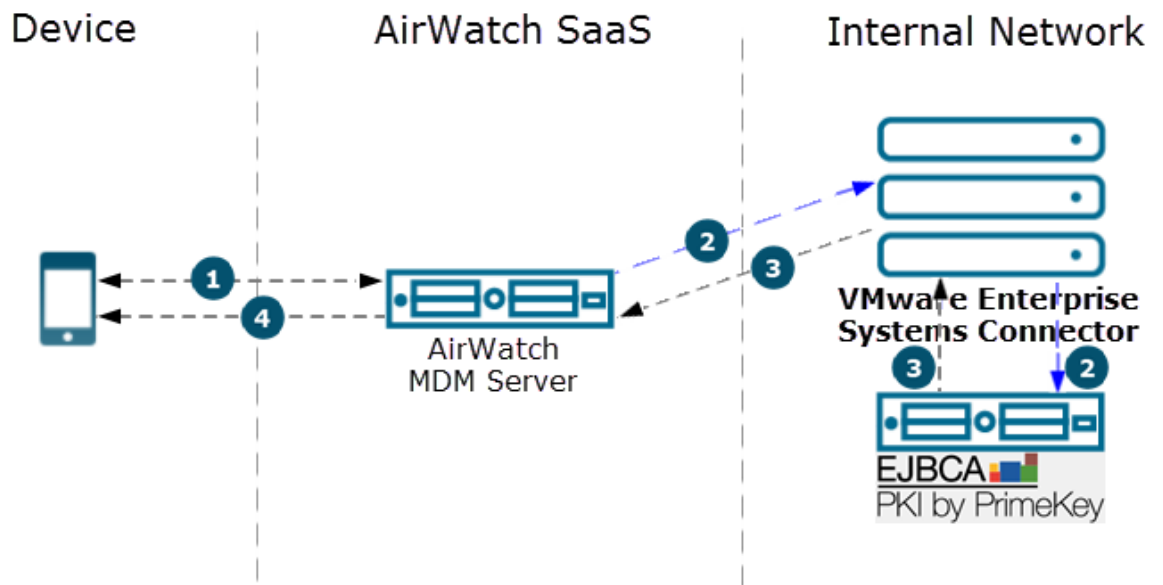 Device
AirWatch SaaS
Internal Network
1
2
3
4
AirWatch
MDM Server
VMware Enterprise
Systems Connector
3
2
EJBCA
PKI by PrimeKey